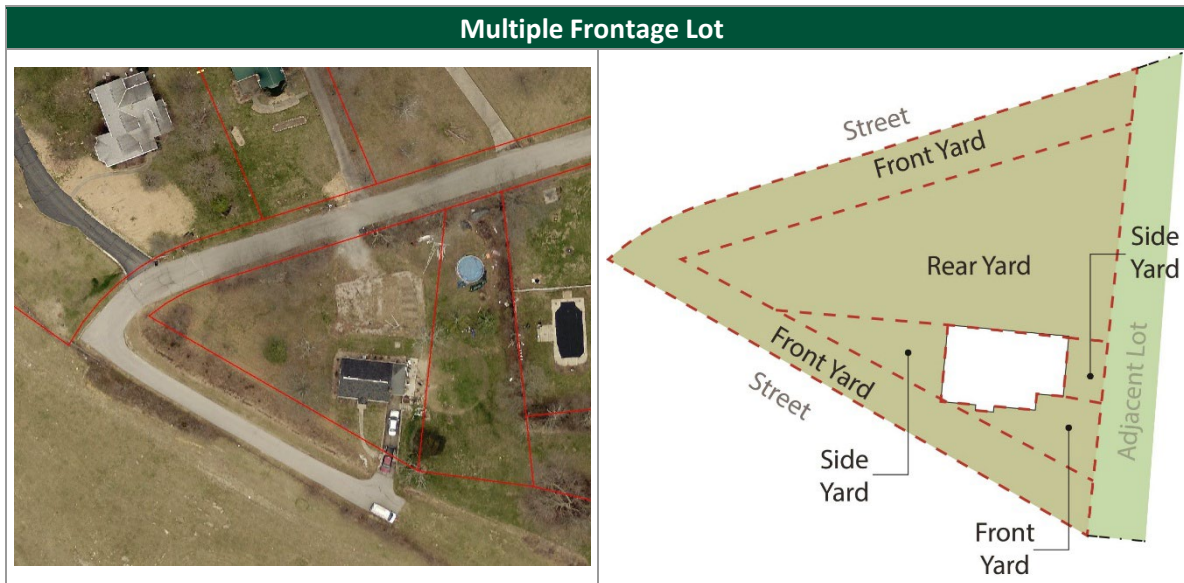 Multiple Frontage Lot
Street
Front Yard
Side
Yard
Rear Yard
Front Yard
Street
Adjacent Lot
Side
Yard
Front
Yard